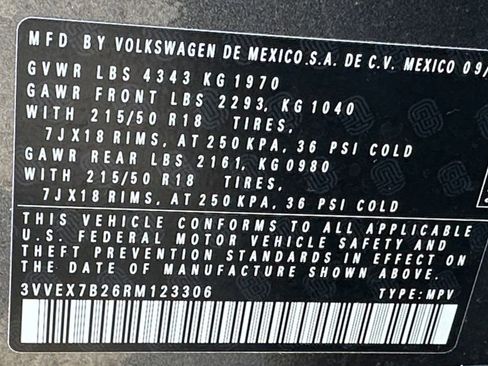 MFD BY VOLKSWAGEN DE MEXICO.S.A. DE C.V. MEXICO 09/
GVWR LBS 4343 KG 1970
GAWR FRONT LBS 2293, KG 1040
WITH 215/50 R18 TIRES,
7JX18 RIMS, AT 250 KPA, 36 PSI COLD
GAWR REAR LBS 2161, KG 0980
WITH 215/50 R18 TIRES,
7JX18 RIMS, AT 250 KPA, 36 PSI COLD
THIS VEHICLE CONFORMS TO ALL APPLICABLE
U.S. FEDERAL MOTOR VEHICLE SAFETY AND
THEFT PREVENTION STANDARDS IN EFFECT ON
THE DATE OF MANUFACTURE SHOWN ABOVE.
3VVEX7B26RM123306 TYPE: MPV